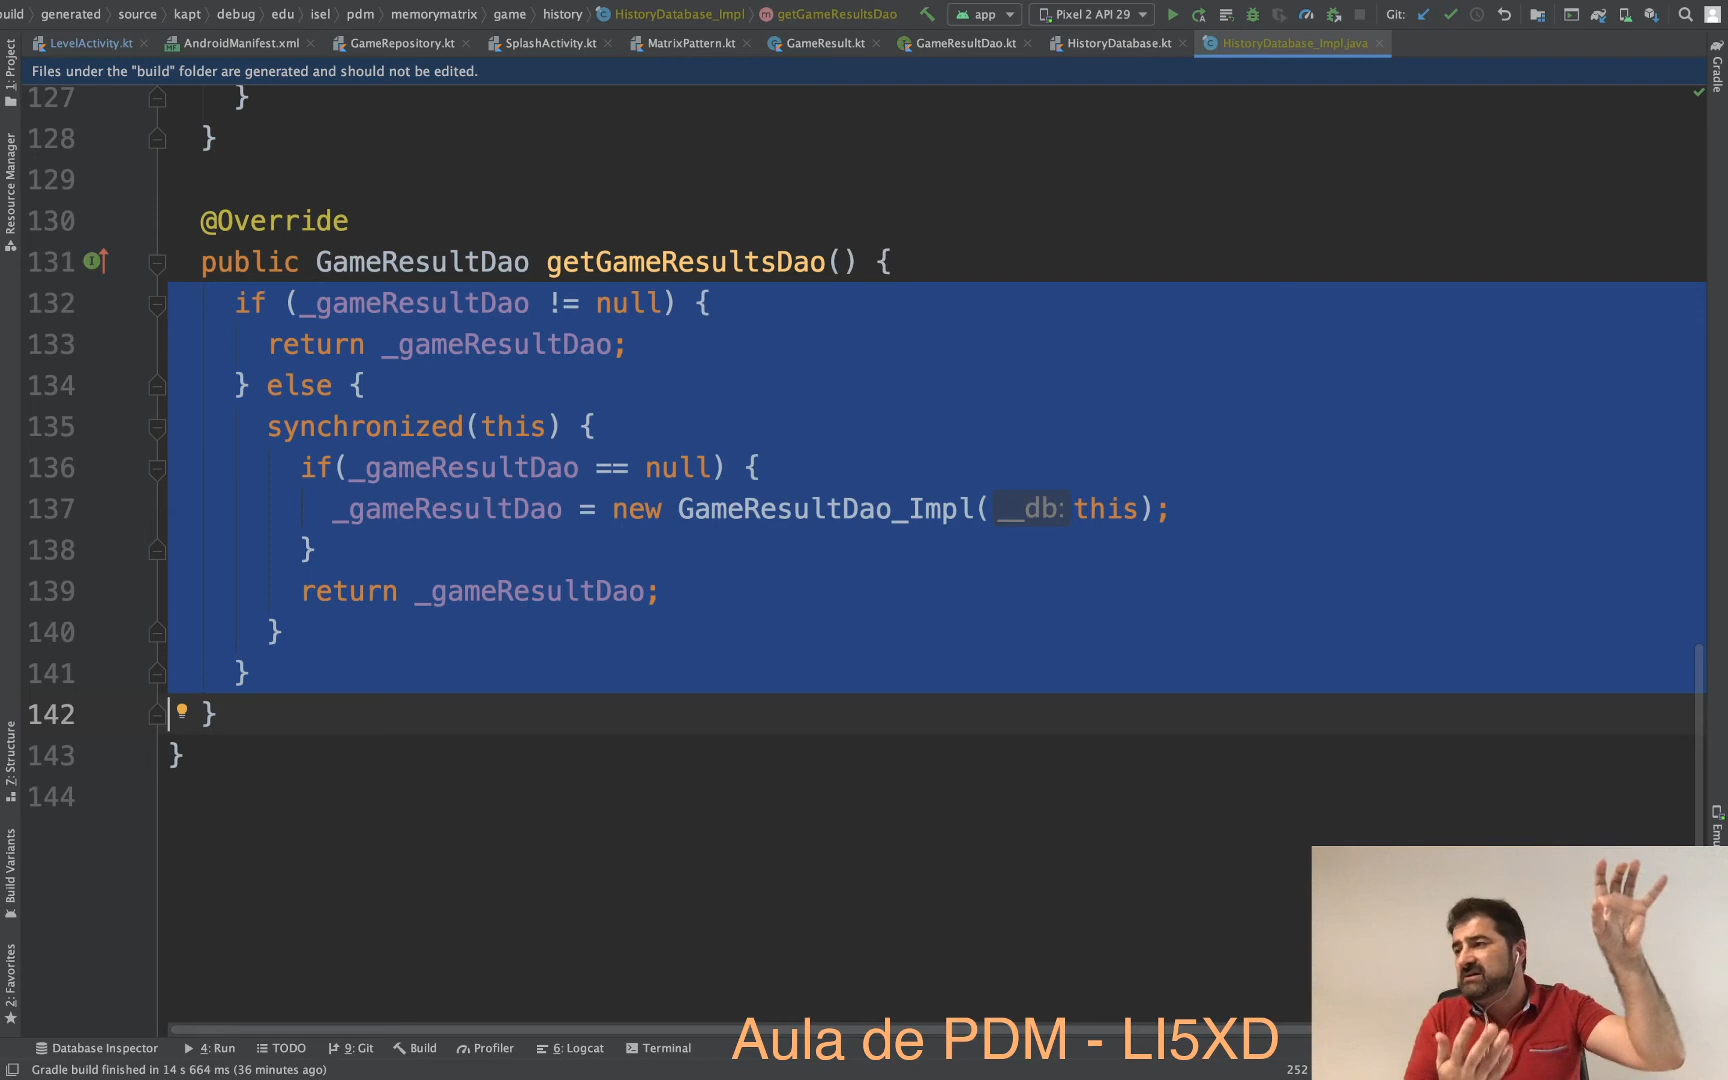 build generated source kapt debug edu isel pdm memorymatrix game history HistoryDatabase_Impl getGameResultsDao app Pixel 2 API 29 Git:
LevelActivity.kt AndroidManifest.xml GameRepository.kt SplashActivity.kt MatrixPattern.kt GameResult.kt GameResultDao.kt HistoryDatabase.kt HistoryDatabase_Impl.java
Files under the "build" folder are generated and should not be edited.
127 }
128 }
129
130 @Override
131 public GameResultDao getGameResultsDao() {
132 if (_gameResultDao != null) {
133 return _gameResultDao;
134 } else {
135 synchronized(this) {
136 if(_gameResultDao == null) {
137 _gameResultDao = new GameResultDao_Impl( __db: this);
138 }
139 return _gameResultDao;
140 }
141 }
142 }
143 }
144
1: Project
Resource Manager
Z: Structure
Build Variants
2: Favorites
Gradle
Aula de PDM - LI5XD
Database Inspector 4: Run TODO 9: Git Build Profiler 6: Logcat Terminal
Gradle build finished in 14 s 664 ms (36 minutes ago) 252